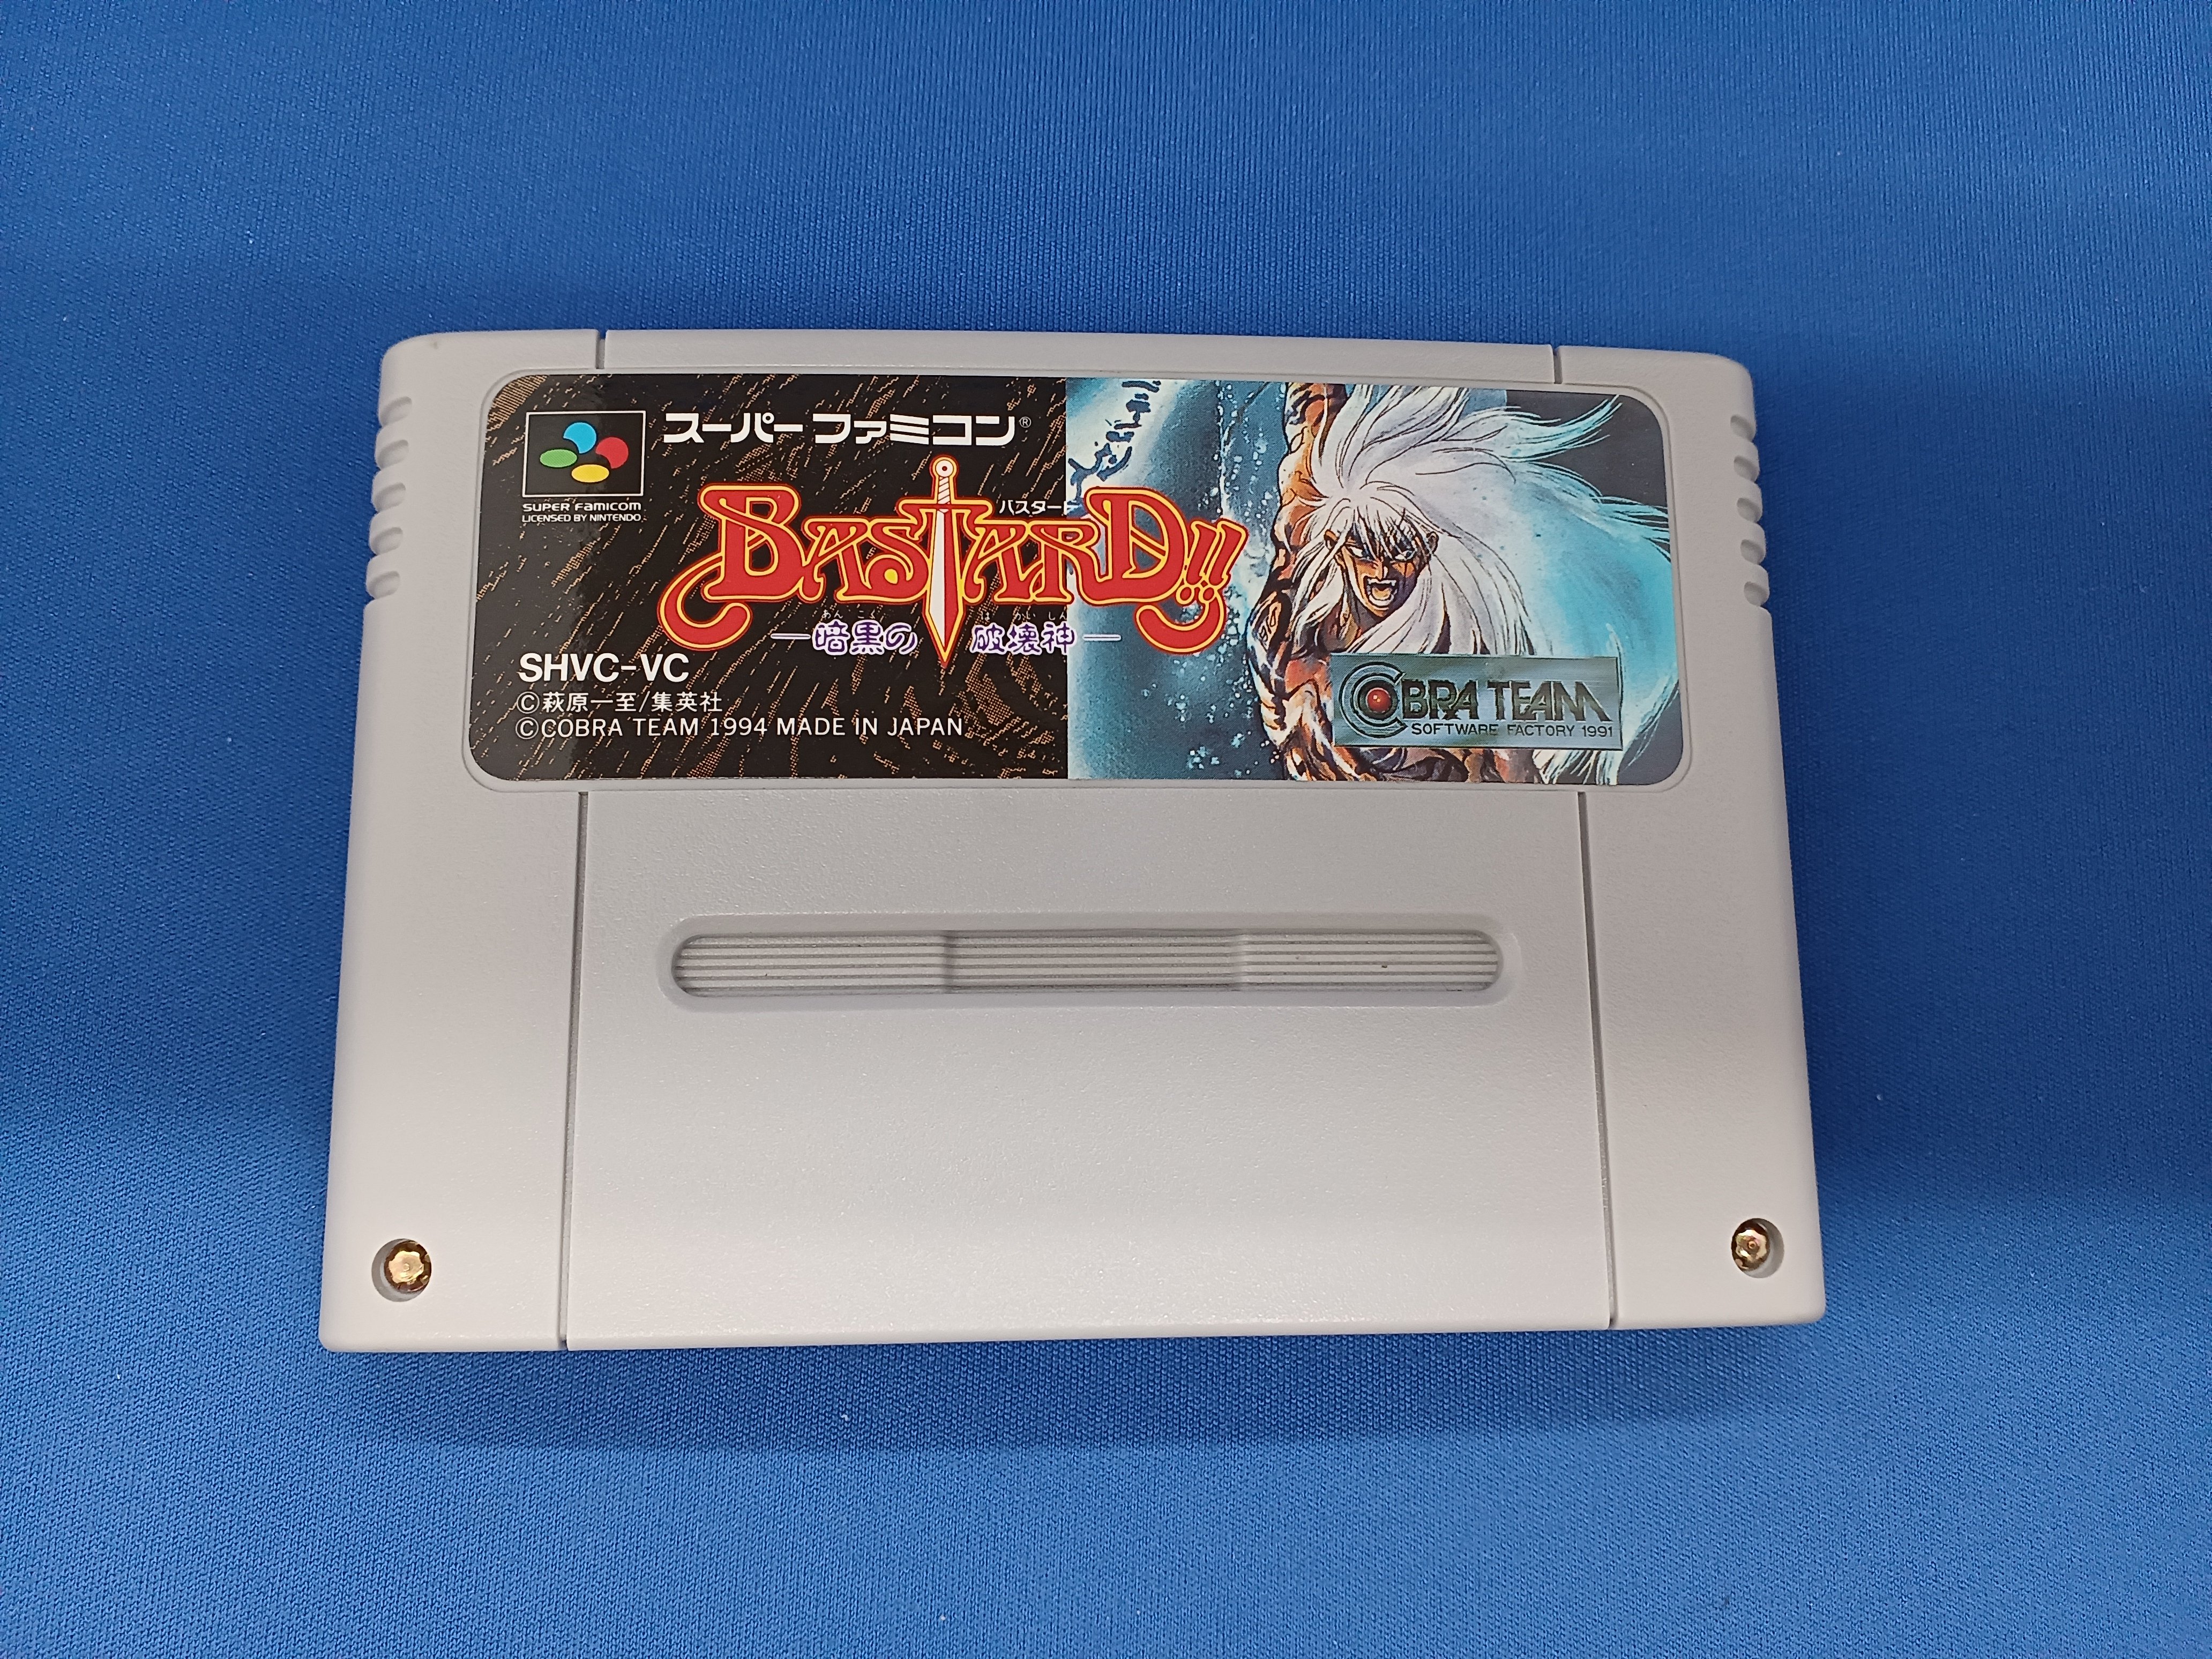 スーパーファミコン®
SUPER FAMICOM
LICENSED BY NINTENDO
バスタード
BASTARD!!
—暗黒の破壊神—
SHVC-VC
©萩原一至/集英社
©COBRA TEAM 1994 MADE IN JAPAN
COBRA TEAM
SOFTWARE FACTORY 1991